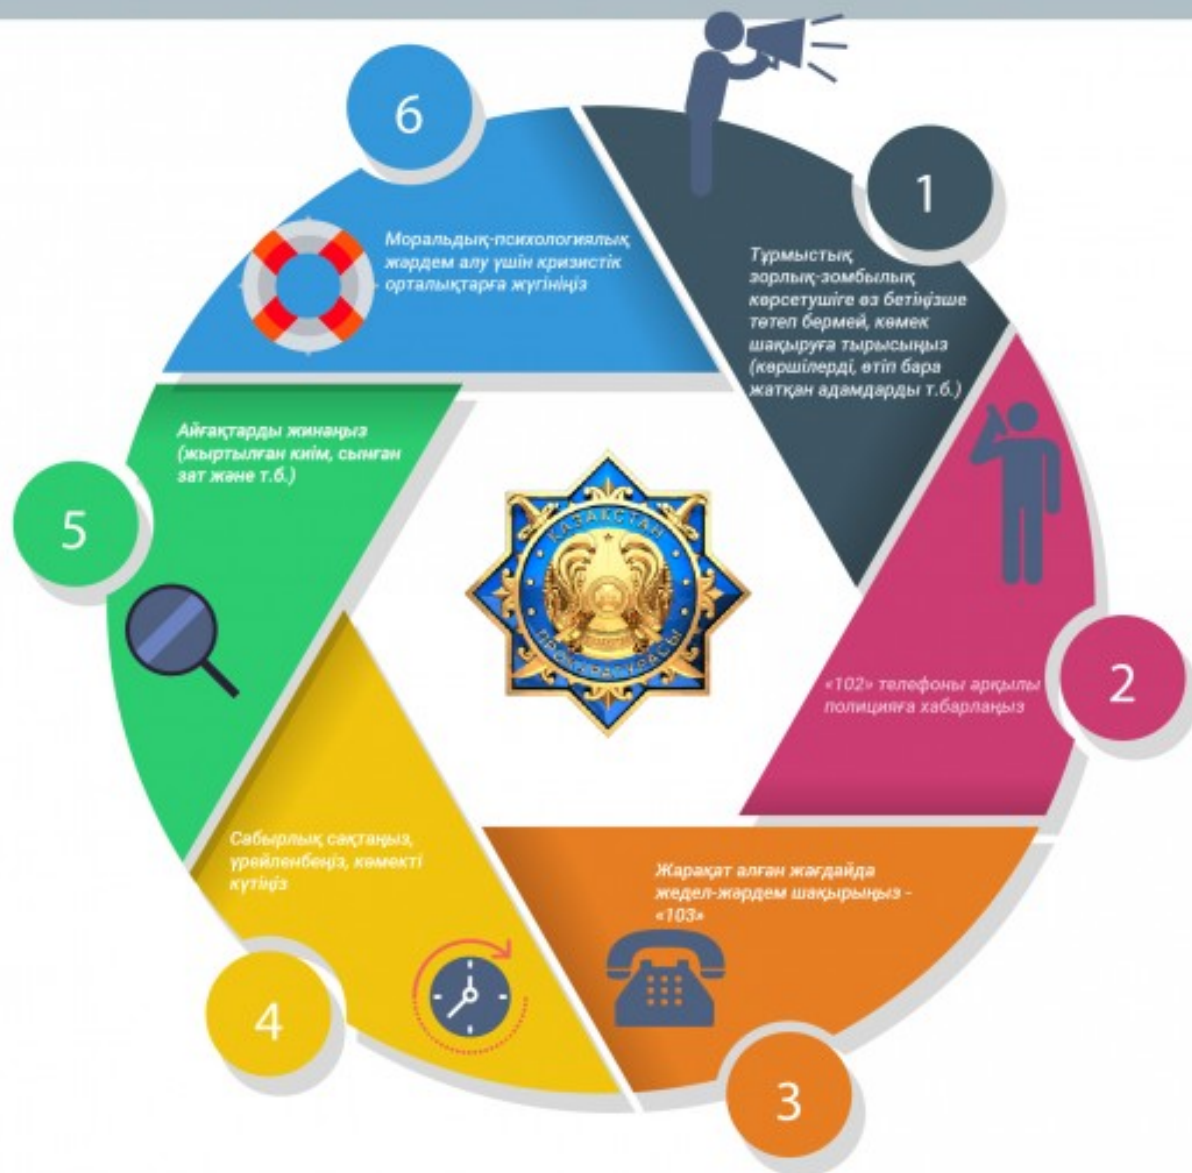 1
Тұрмыстық
зорлық-зомбылық
көрсетушіге өз бетіңізше
төтеп бермей, көмек
шақыруға тырысыңыз
(көршілерді, өтіп бара
жатқан адамдарды т.б.)
2
«102» телефоны арқылы
полицияға хабарлаңыз
3
Жарақат алған жағдайда
жедел-жәрдем шақырыңыз -
«103»
4
Сабырлық сақтаңыз,
үрейленбеңіз, көмекті
күтіңіз
5
Айғақтарды жинаңыз
(жыртылған киім, сынған
зат және т.б.)
6
Моральдық-психологиялық
жәрдем алу үшін кризистік
орталықтарға жүгініңіз
ҚАЗАҚСТАН
ПРОКУРАТУРАСЫ